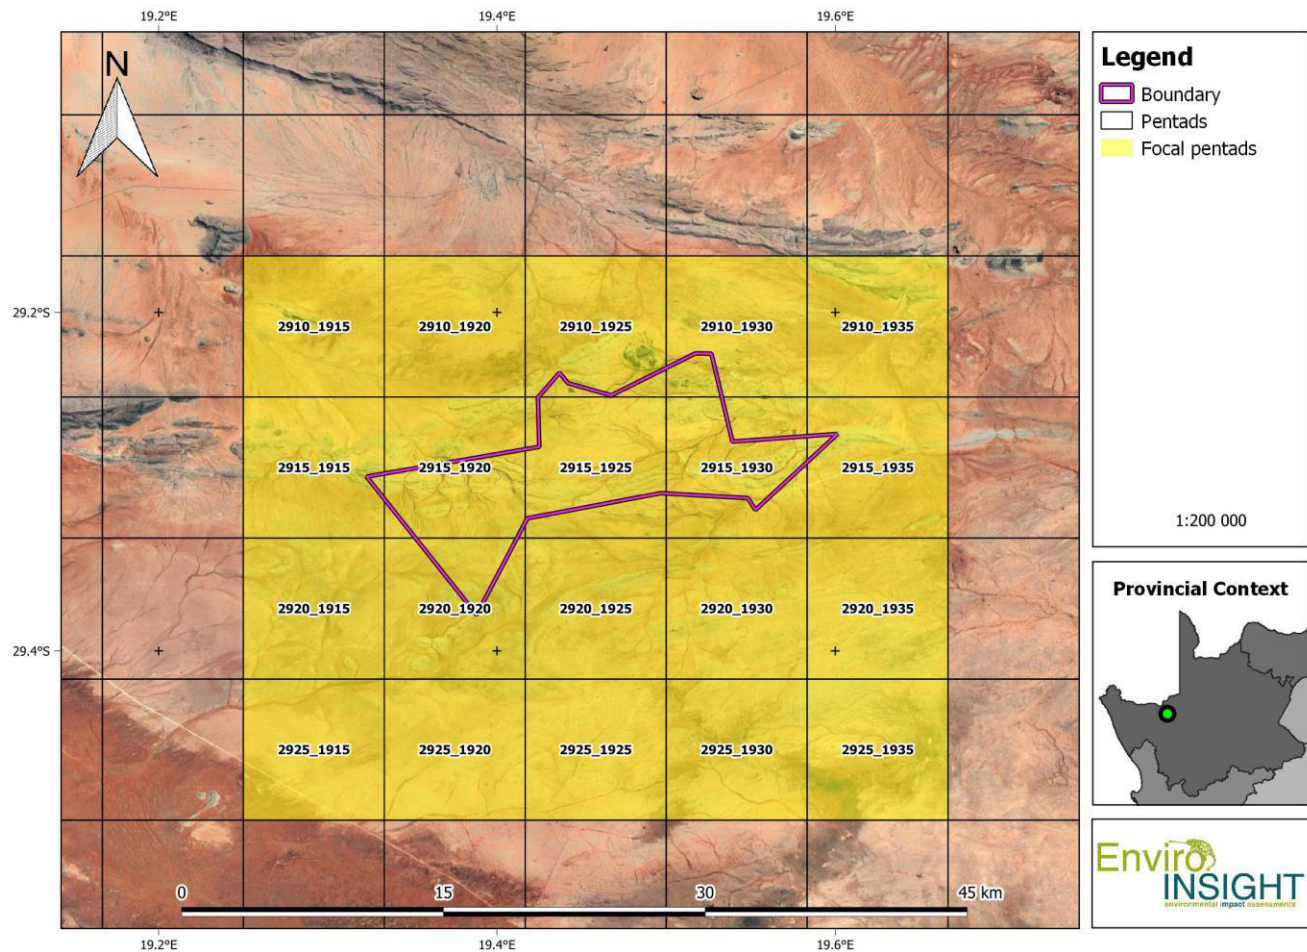 19.2°E 19.4°E 19.6°E
N
29.2°S
29.4°S
2910_1915 2910_1920 2910_1925 2910_1930 2910_1935
2915_1915 2915_1920 2915_1925 2915_1930 2915_1935
2920_1915 2920_1920 2920_1925 2920_1930 2920_1935
2925_1915 2925_1920 2925_1925 2925_1930 2925_1935
0 15 30 45 km
19.2°E 19.4°E 19.6°E
Legend
Boundary
Pentads
Focal pentads
1:200 000
Provincial Context
Enviro
INSIGHT
environmental impact assessments